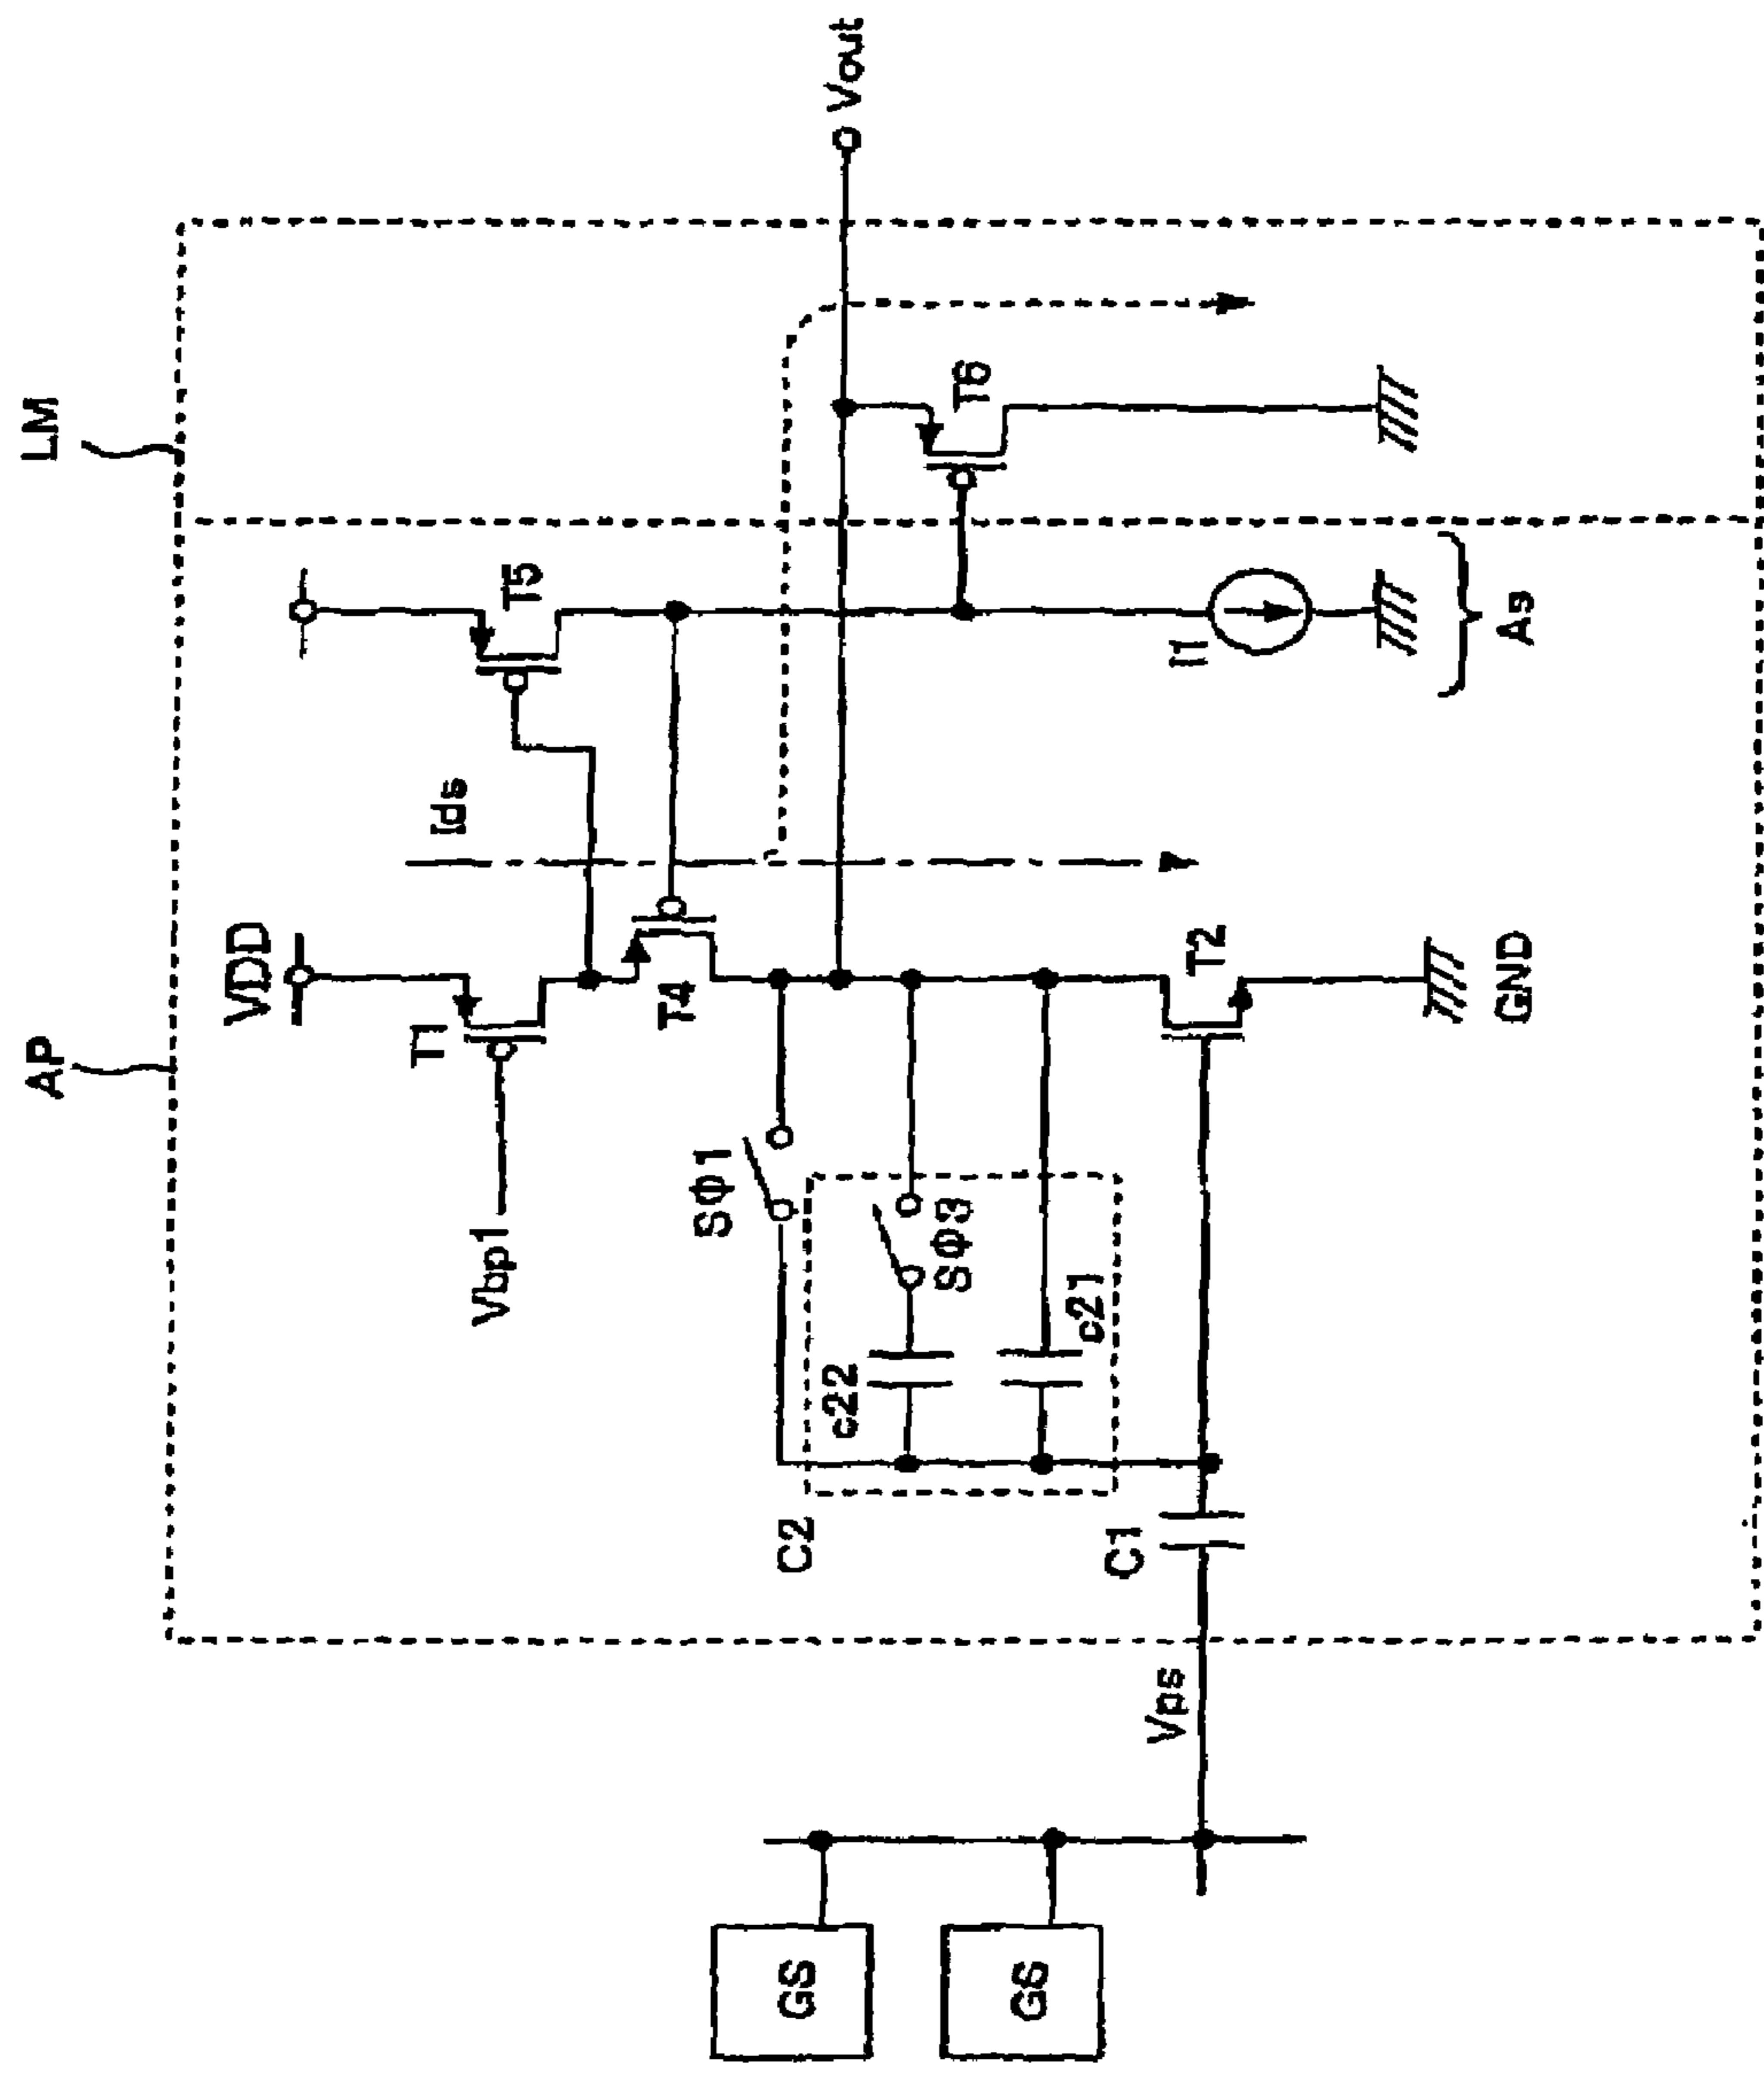 AP
LM
VDD
Vbp1
T1
Ids
T5
T4
Vout
SΦ1
T6
C2
c22
SΦ3
c21
I1
C1
T2
Vps
GND
As
GS
GS